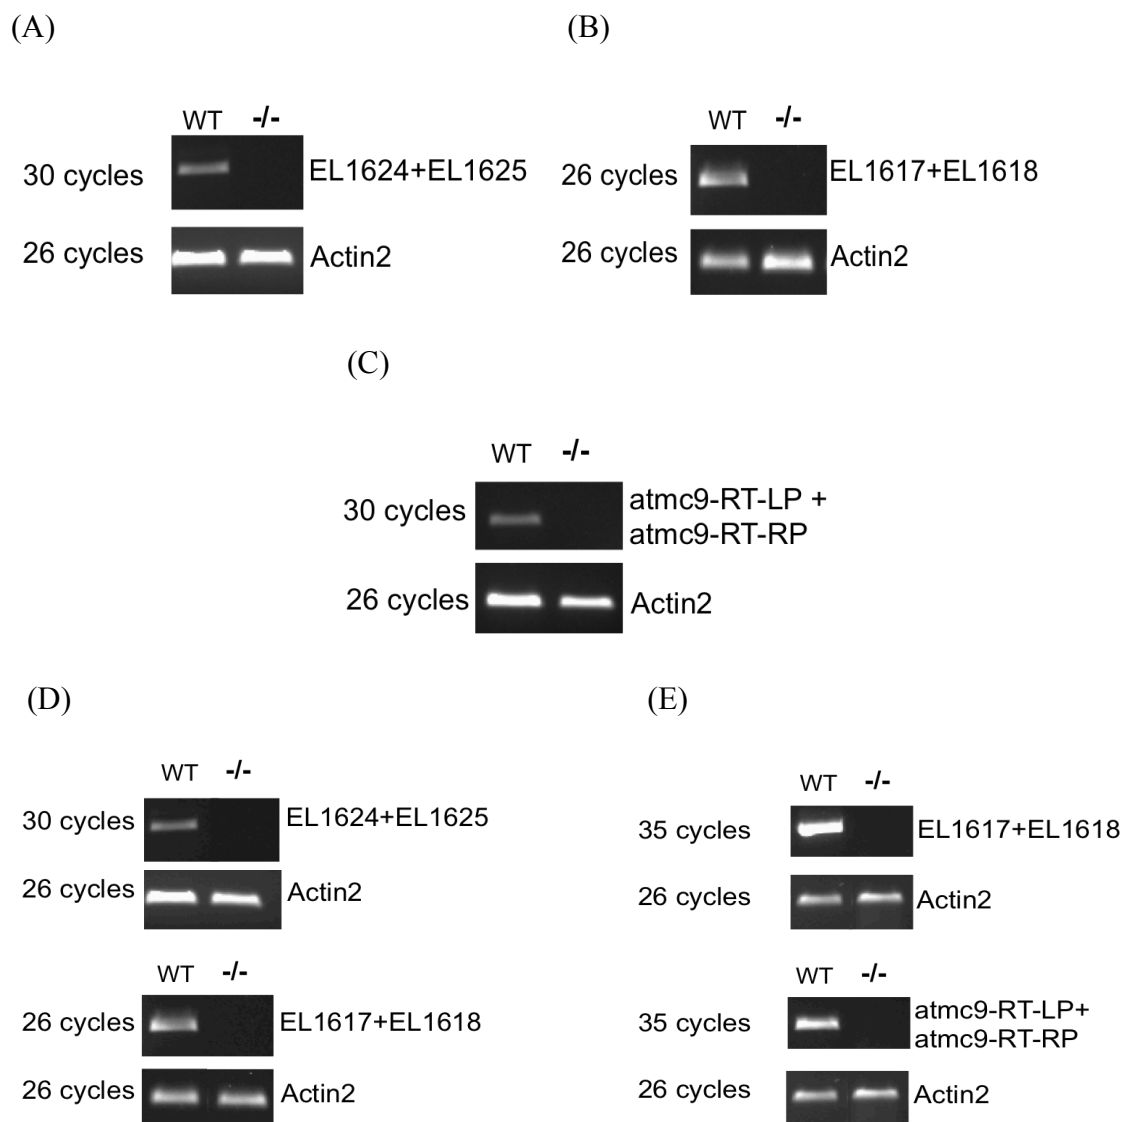 (A)
WT -/-
30 cycles EL1624+EL1625
26 cycles Actin2
(B)
WT -/-
26 cycles EL1617+EL1618
26 cycles Actin2
(C)
WT -/-
30 cycles atmc9-RT-LP +
atmc9-RT-RP
26 cycles Actin2
(D)
WT -/-
30 cycles EL1624+EL1625
26 cycles Actin2
WT -/-
26 cycles EL1617+EL1618
26 cycles Actin2
(E)
WT -/-
35 cycles EL1617+EL1618
26 cycles Actin2
WT -/-
35 cycles atmc9-RT-LP+
atmc9-RT-RP
26 cycles Actin2